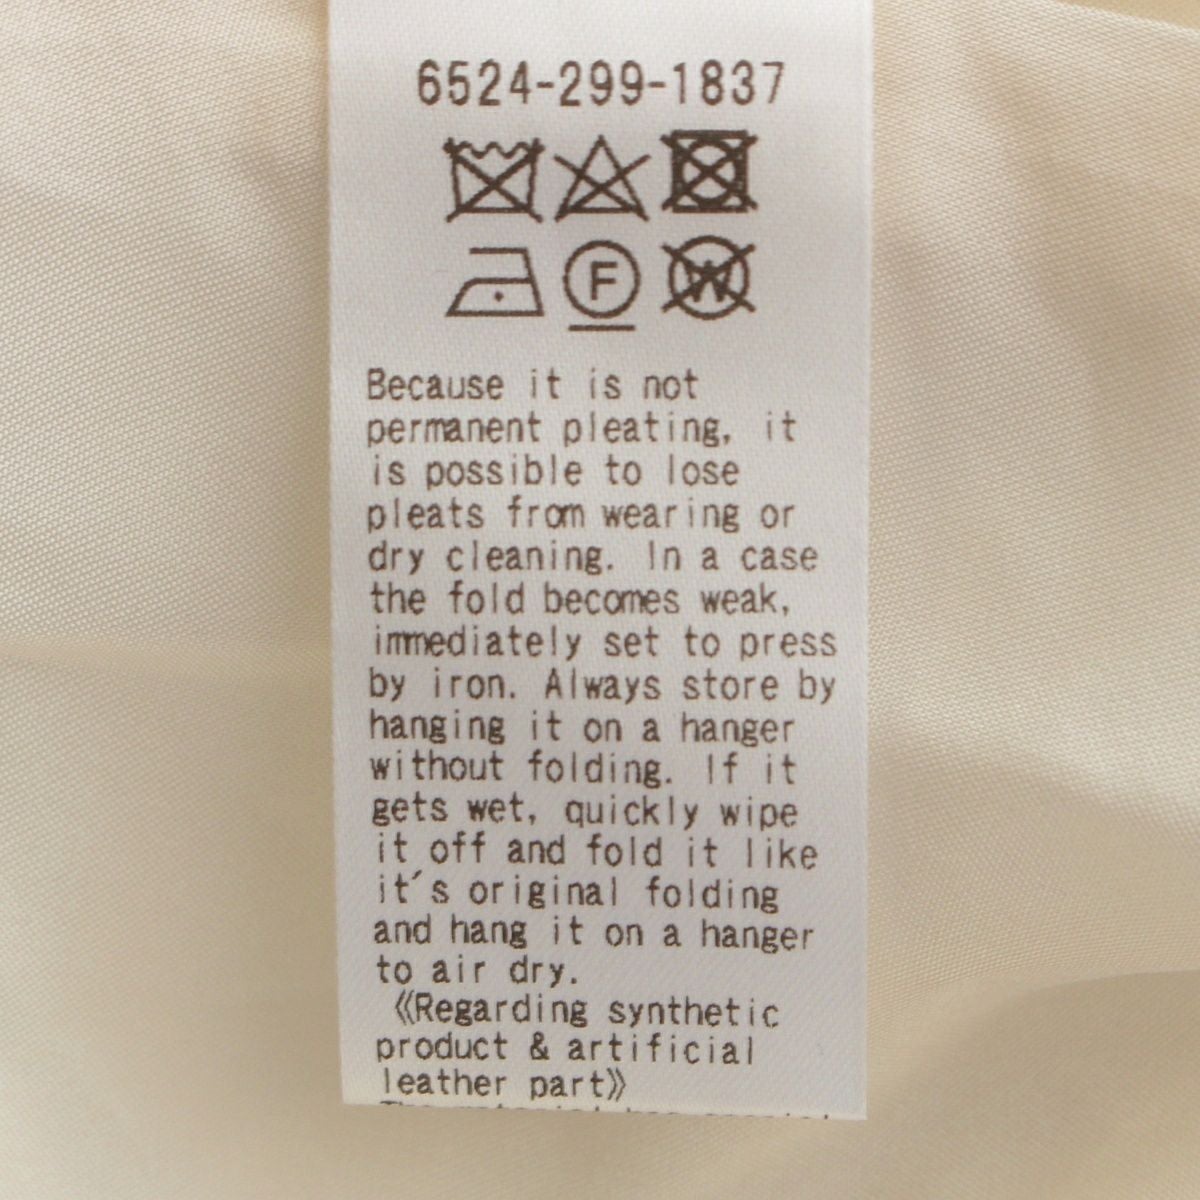 6524-299-1837
F W
Because it is not
permanent pleating, it
is possible to lose
pleats from wearing or
dry cleaning. In a case
the fold becomes weak,
immediately set to press
by iron. Always store by
hanging it on a hanger
without folding. If it
gets wet, quickly wipe
it off and fold it like
it's original folding
and hang it on a hanger
to air dry.
《Regarding synthetic
product & artificial
leather part》